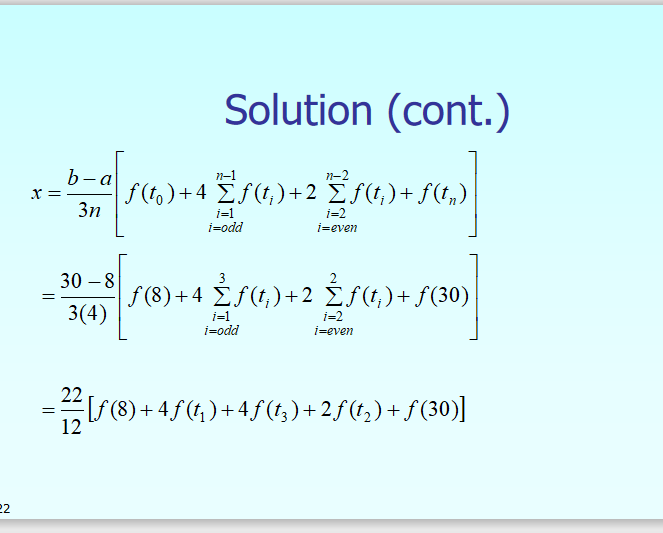 Solution (cont.)
x = \frac{b-a}{3n} \left[ f(t_0) + 4 \sum_{\substack{i=1 \\ i=odd}}^{n-1} f(t_i) + 2 \sum_{\substack{i=2 \\ i=even}}^{n-2} f(t_i) + f(t_n) \right]
= \frac{30-8}{3(4)} \left[ f(8) + 4 \sum_{\substack{i=1 \\ i=odd}}^{3} f(t_i) + 2 \sum_{\substack{i=2 \\ i=even}}^{2} f(t_i) + f(30) \right]
= \frac{22}{12} [f(8) + 4f(t_1) + 4f(t_3) + 2f(t_2) + f(30)]
22